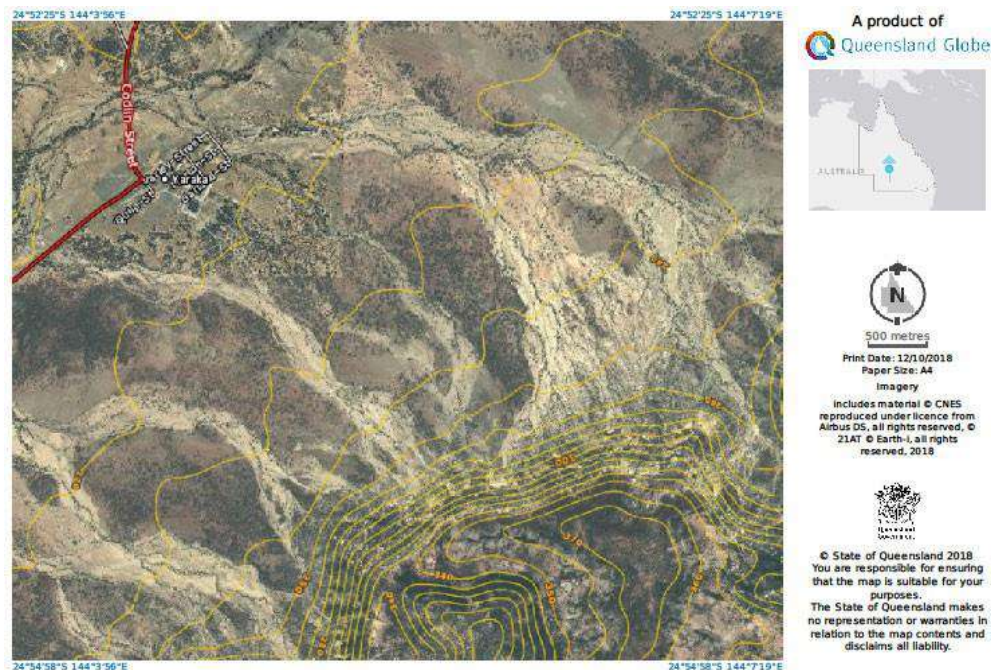 24°52'25"S 144°3'56"E
24°52'25"S 144°7'19"E
Codlin Street
Yaraka
24°54'58"S 144°3'56"E
24°54'58"S 144°7'19"E
A product of
Queensland Globe
AUSTRALIA
N
500 metres
Print Date: 12/10/2018
Paper Size: A4
Imagery
includes material © CNES
reproduced under licence from
Airbus DS, all rights reserved, ©
21AT © Earth-i, all rights
reserved, 2018
Queensland
Government
© State of Queensland 2018
You are responsible for ensuring
that the map is suitable for your
purposes.
The State of Queensland makes
no representation or warranties in
relation to the map contents and
disclaims all liability.